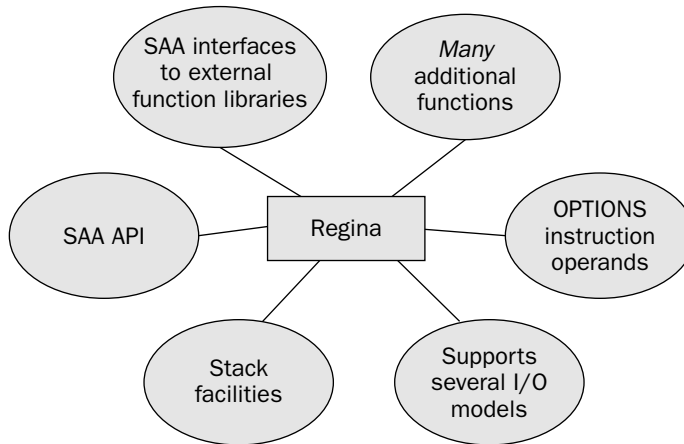 SAA interfaces
to external
function libraries
Many
additional
functions
SAA API
Regina
OPTIONS
instruction
operands
Stack
facilities
Supports
several I/O
models